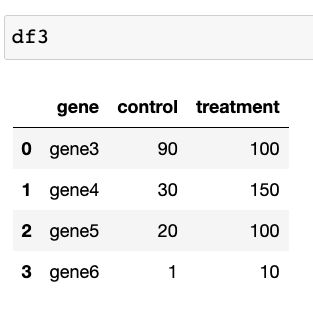 df3
gene control treatment
0 gene3 90 100
1 gene4 30 150
2 gene5 20 100
3 gene6 1 10